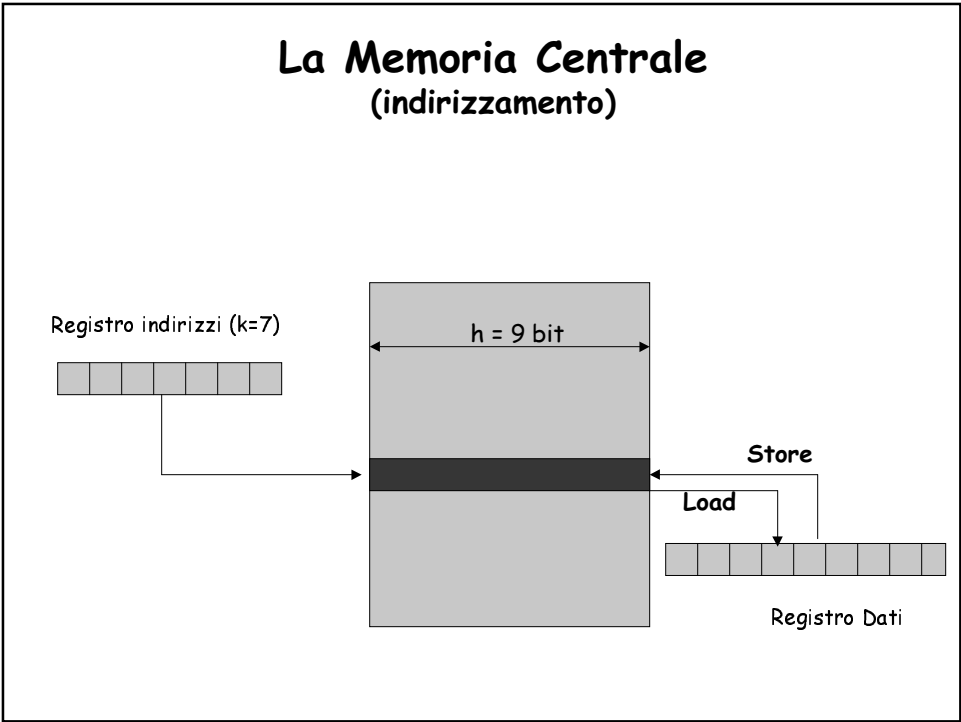 La Memoria Centrale
(indirizzamento)
Registro indirizzi (k=7)
h = 9 bit
Store
Load
Registro Dati